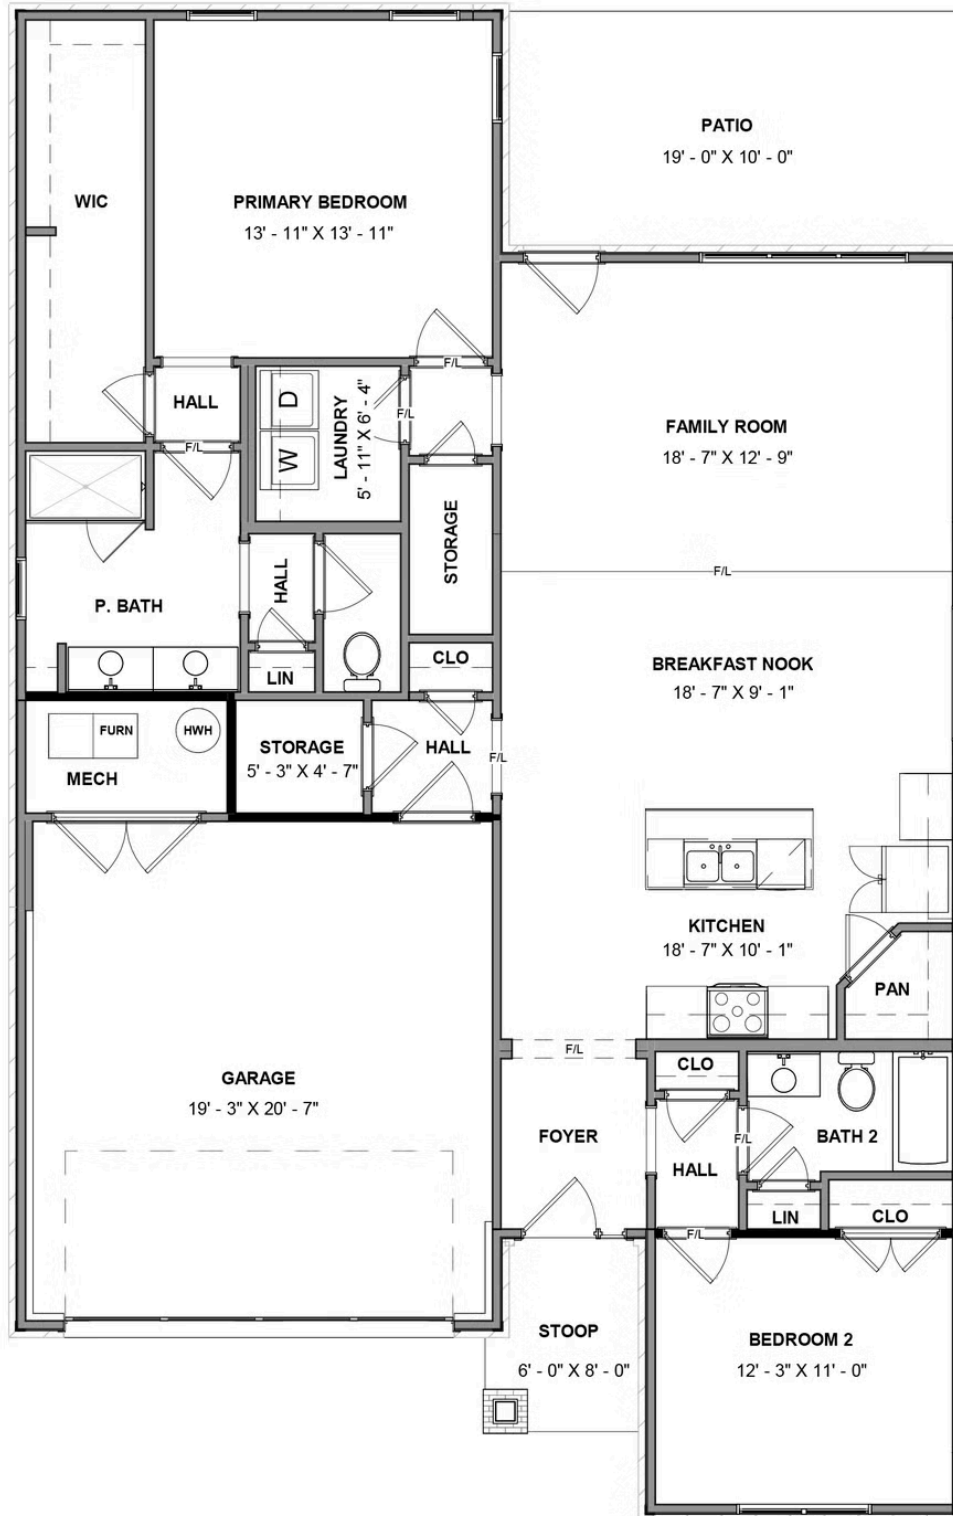 PATIO
19' - 0" X 10' - 0"
WIC
PRIMARY BEDROOM
13' - 11" X 13' - 11"
F/L
HALL
F/L
D
W
LAUNDRY
5' - 11" X 6' - 4"
F/L
FAMILY ROOM
18' - 7" X 12' - 9"
STORAGE
F/L
HALL
P. BATH
LIN
CLO
BREAKFAST NOOK
18' - 7" X 9' - 1"
FURN
HWH
MECH
STORAGE
5' - 3" X 4' - 7"
HALL
F/L
KITCHEN
18' - 7" X 10' - 1"
PAN
F/L
GARAGE
19' - 3" X 20' - 7"
FOYER
CLO
HALL
F/L
BATH 2
LIN
CLO
F/L
STOOP
6' - 0" X 8' - 0"
BEDROOM 2
12' - 3" X 11' - 0"